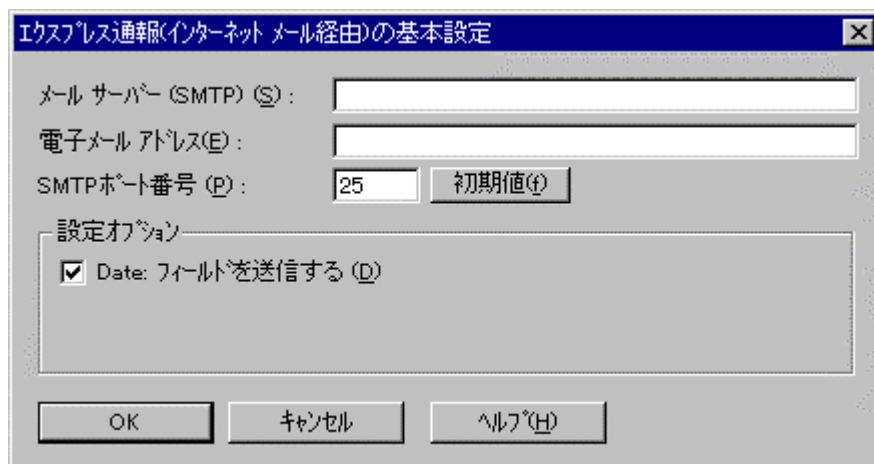 ｴｸｽﾌﾟﾚｽ通報(ｲﾝﾀｰﾈｯﾄ ﾒｰﾙ経由)の基本設定
ﾒｰﾙ ｻｰﾊﾞｰ (SMTP) (S) :
電子ﾒｰﾙ ｱﾄﾞﾚｽ(E) :
SMTPﾎﾟｰﾄ番号 (P) : 25 初期値(f)
設定ｵﾌﾟｼｮﾝ
Date: ﾌｨｰﾙﾄﾞを送信する (D)
OK ｷｬﾝｾﾙ ﾍﾙﾌﾟ(H)